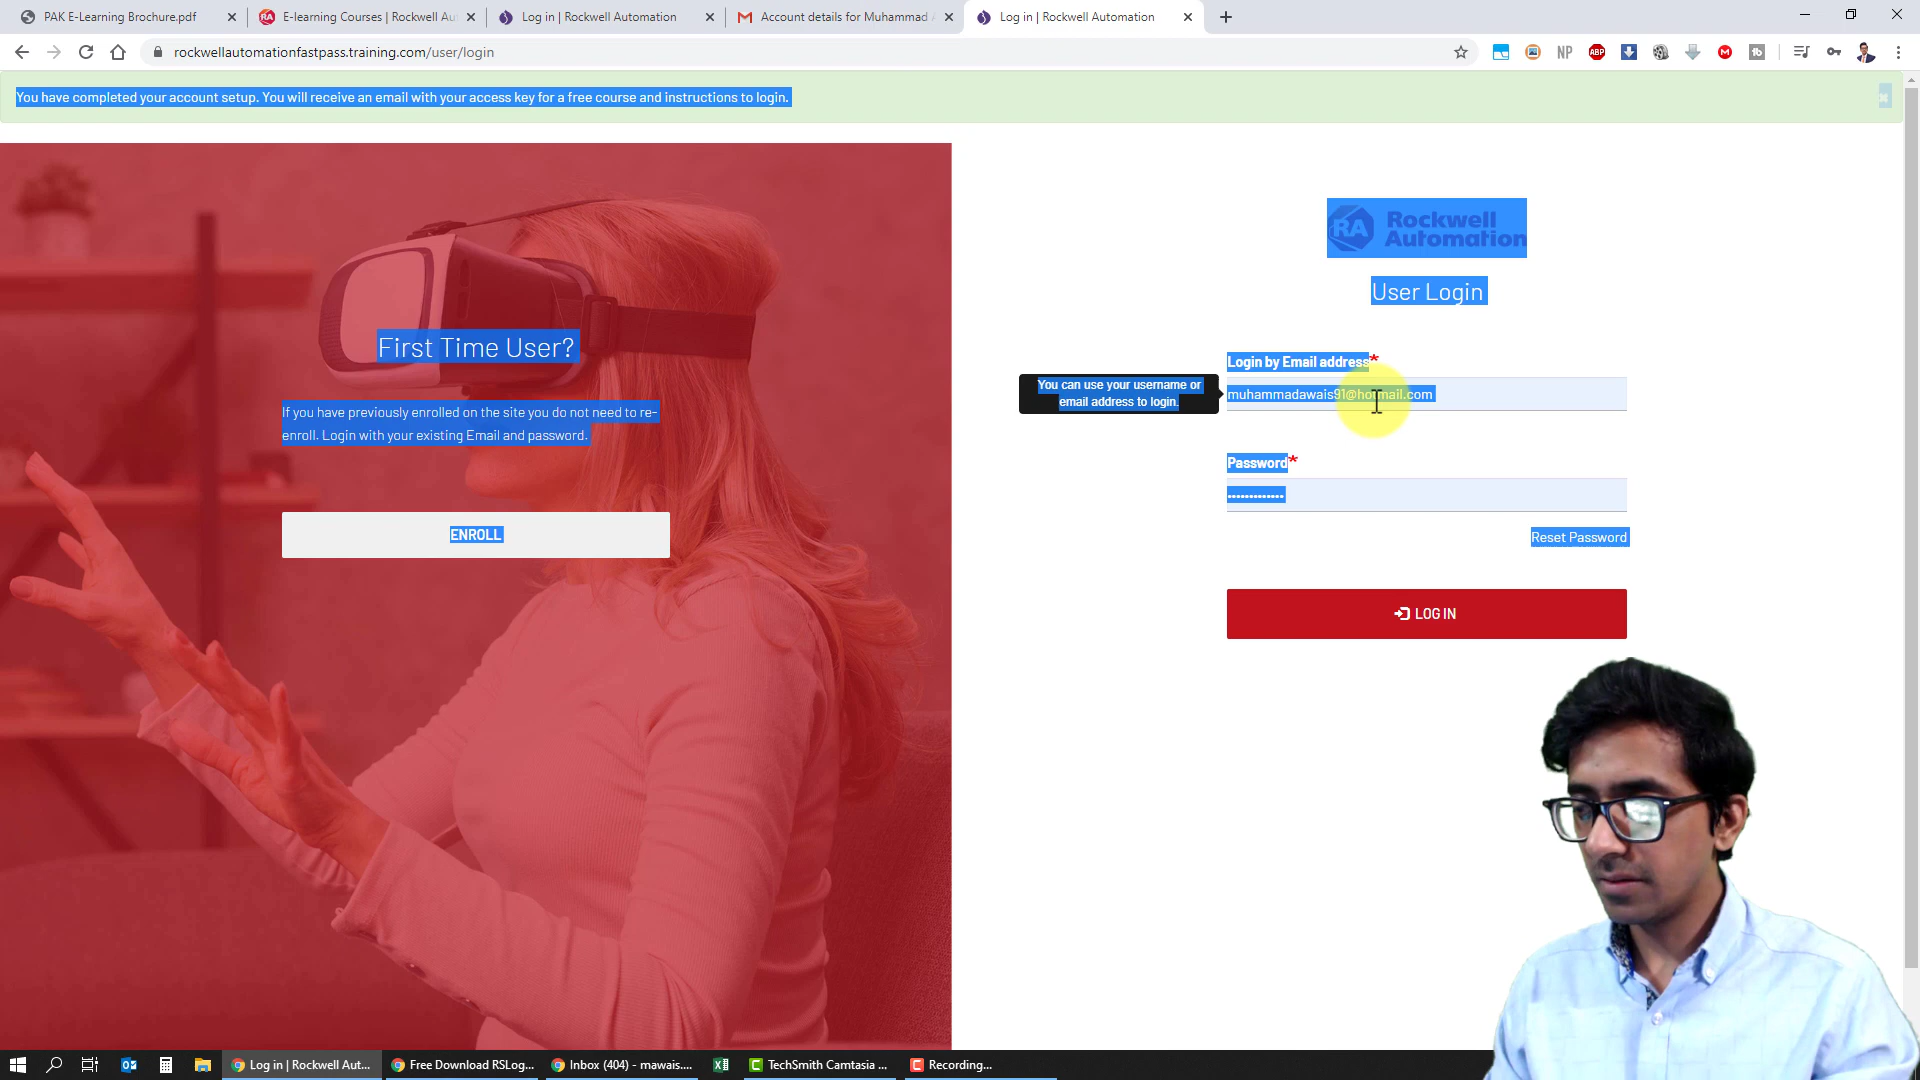 PAK E-Learning Brochure.pdf
E-learning Courses | Rockwell Au
Log in | Rockwell Automation
Account details for Muhammad
Log in | Rockwell Automation
rockwellautomationfastpass.training.com/user/login
NP
ABP
You have completed your account setup. You will receive an email with your access key for a free course and instructions to login.
RA Rockwell
Automation
User Login
First Time User?
If you have previously enrolled on the site you do not need to re-
enroll. Login with your existing Email and password.
ENROLL
Login by Email address*
You can use your username or
email address to login.
muhammadawais91@hotmail.com
Password*
Reset Password
LOG IN
Log in | Rockwell Aut...
Free Download RSLog...
Inbox (404) - mawais....
TechSmith Camtasia ...
Recording...